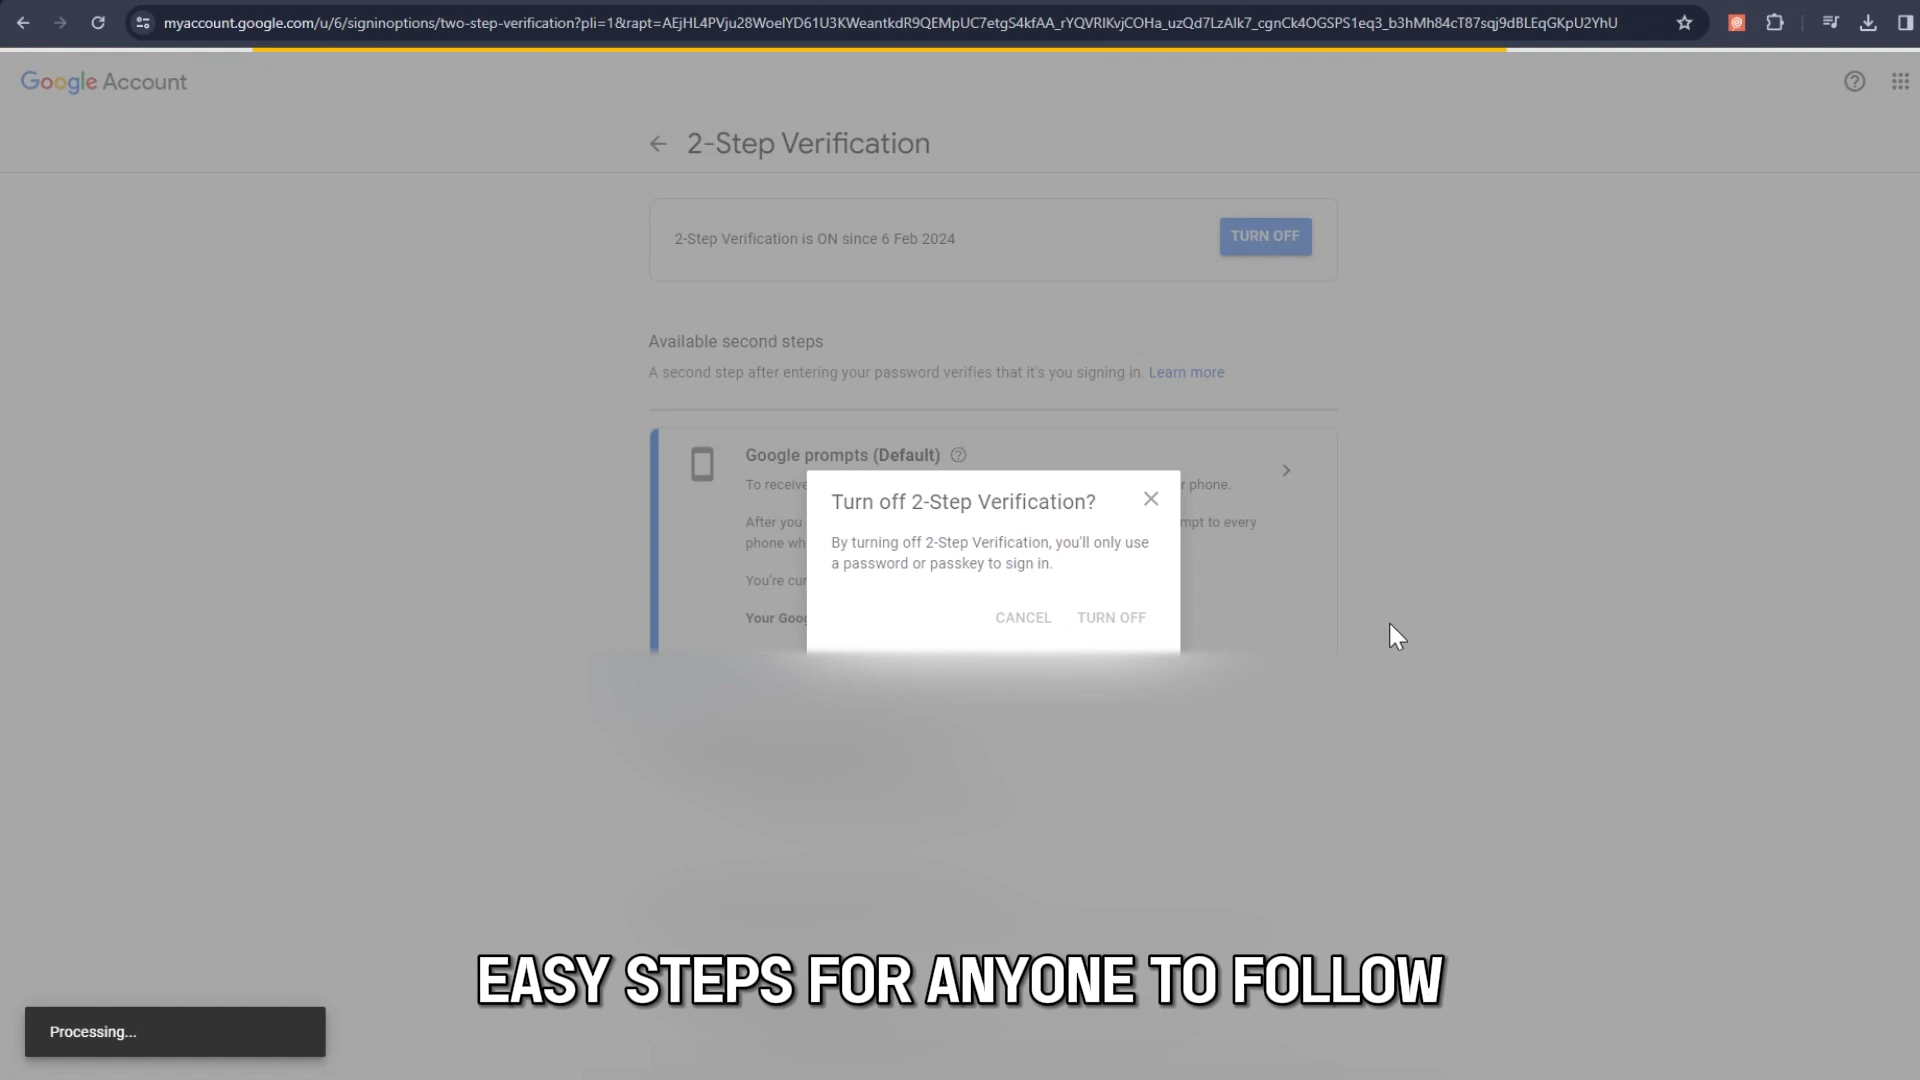 myaccount.google.com/u/6/signinoptions/two-step-verification?pli=1&rapt=AEjHL4PVju28WoelYD61U3KWeantkdR9QEMpUC7etgS4kfAA_rYQVRIKvjCOHa_uzQd7LzAlk7_cgnCk4OGSPS1eq3_b3hMh84cT87sqj9dBLEqGKpU2YhU
Google Account
2-Step Verification
2-Step Verification is ON since 6 Feb 2024
TURN OFF
Available second steps
A second step after entering your password verifies that it's you signing in. Learn more
Google prompts (Default)
To receive
r phone.
Turn off 2-Step Verification?
After you
mpt to every
phone wh
By turning off 2-Step Verification, you'll only use
a password or passkey to sign in.
You're cur
Your Goog
CANCEL TURN OFF
EASY STEPS FOR ANYONE TO FOLLOW
Processing...